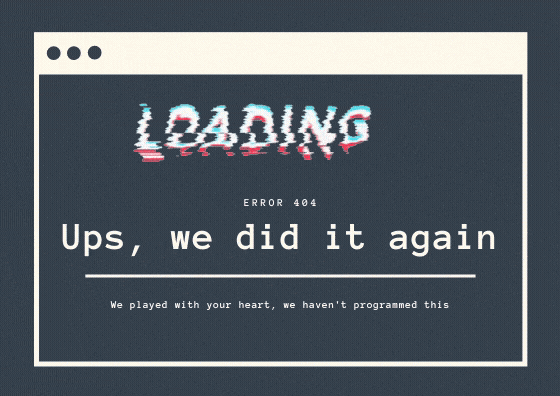 LOADING
ERROR 404
Ups, we did it again
We played with your heart, we haven't programmed this